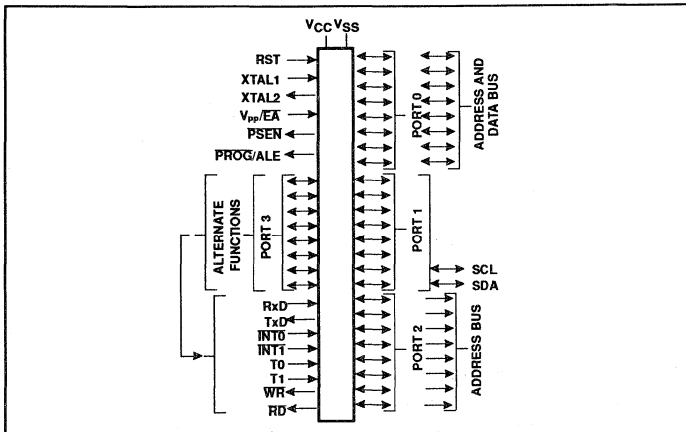 VCC VSS
RST
XTAL1
XTAL2
Vpp/EA
PSEN
PROG/ALE
PORT 0
ADDRESS AND
DATA BUS
ALTERNATE
FUNCTIONS
PORT 3
PORT 1
SCL
SDA
RxD
TxD
INT0
INT1
T0
T1
WR
RD
PORT 2
ADDRESS BUS